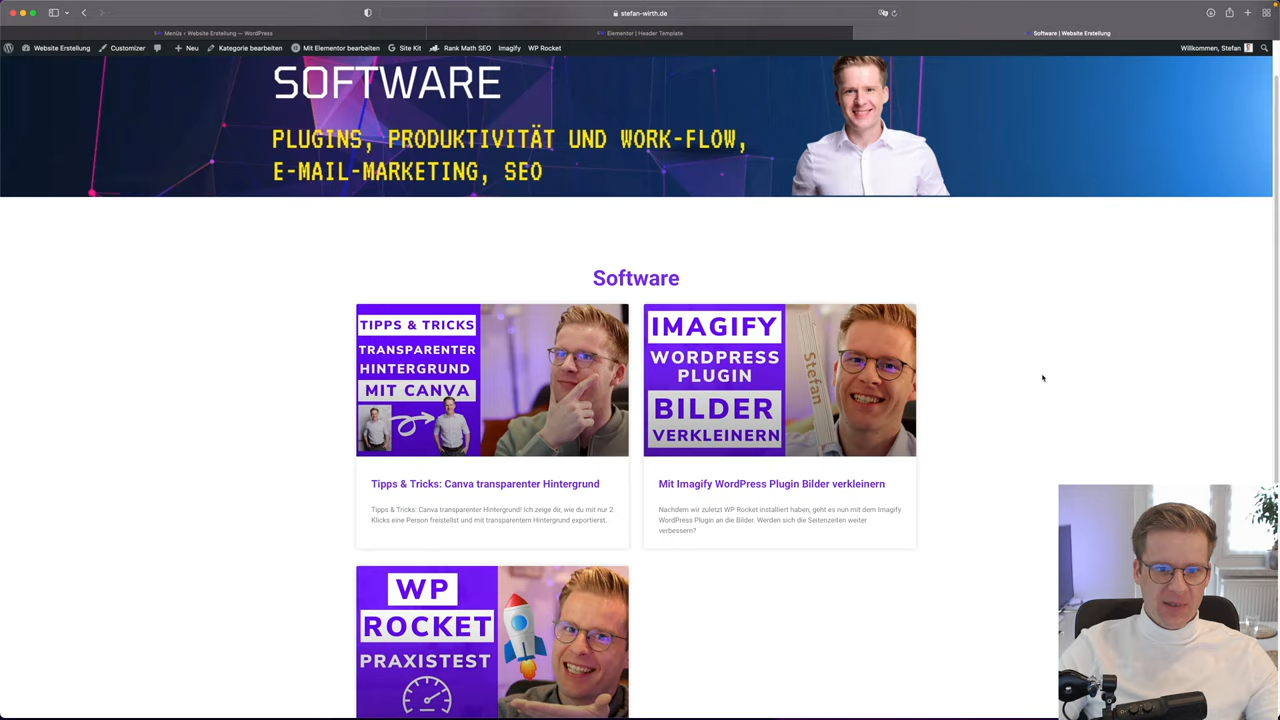 stefan-wirth.de
Menüs ‹ Website Erstellung — WordPress
Elementor | Header Template
Software | Website Erstellung
Website Erstellung
Customizer
Neu
Kategorie bearbeiten
Mit Elementor bearbeiten
Site Kit
Rank Math SEO
Imagify
WP Rocket
Willkommen, Stefan
SOFTWARE
PLUGINS, PRODUKTIVITÄT UND WORK-FLOW,
E-MAIL-MARKETING, SEO
Software
TIPPS & TRICKS
TRANSPARENTER
HINTERGRUND
MIT CANVA
IMAGIFY
WORDPRESS
PLUGIN
BILDER
VERKLEINERN
Stefan
Tipps & Tricks: Canva transparenter Hintergrund
Tipps & Tricks: Canva transparenter Hintergrund! Ich zeige dir, wie du mit nur 2
Klicks eine Person freistellst und mit transparentem Hintergrund exportierst.
Mit Imagify WordPress Plugin Bilder verkleinern
Nachdem wir zuletzt WP Rocket installiert haben, geht es nun mit dem Imagify
WordPress Plugin an die Bilder. Werden sich die Seitenzeiten weiter
verbessern?
WP
ROCKET
PRAXISTEST